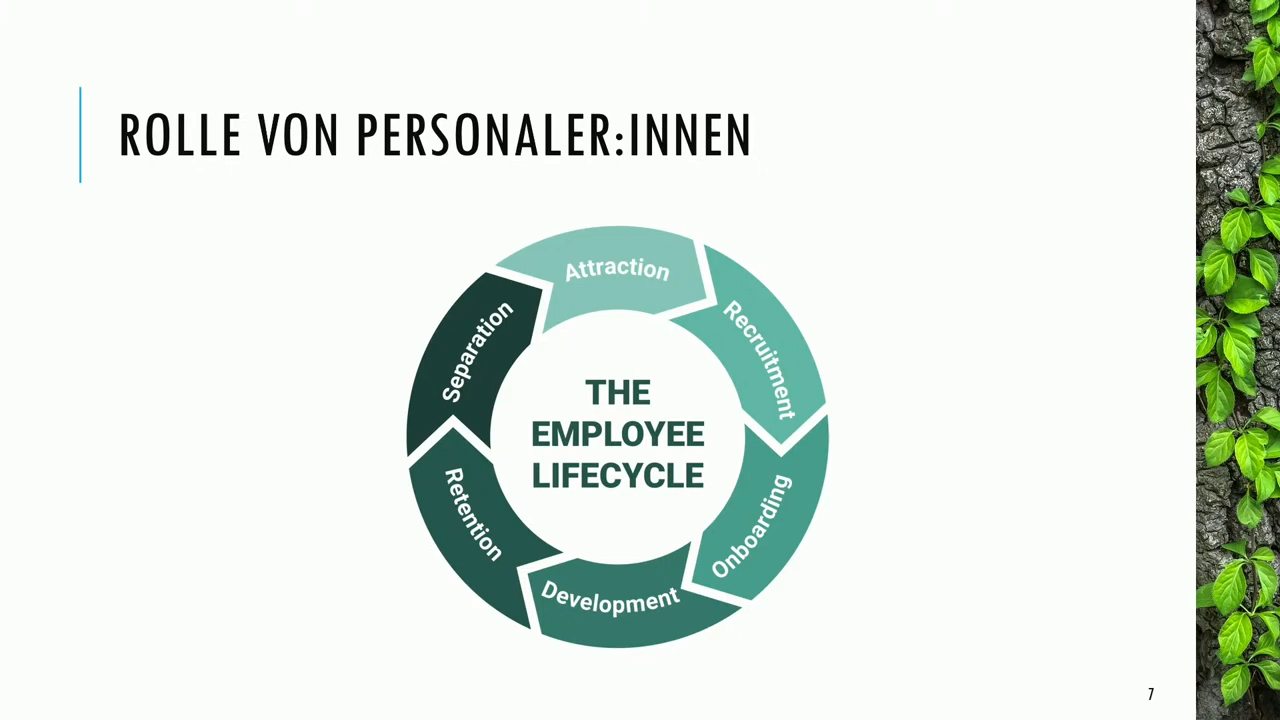 ROLLE VON PERSONALER:INNEN
Attraction
Recruitment
Onboarding
Development
Retention
Separation
THE
EMPLOYEE
LIFECYCLE
7